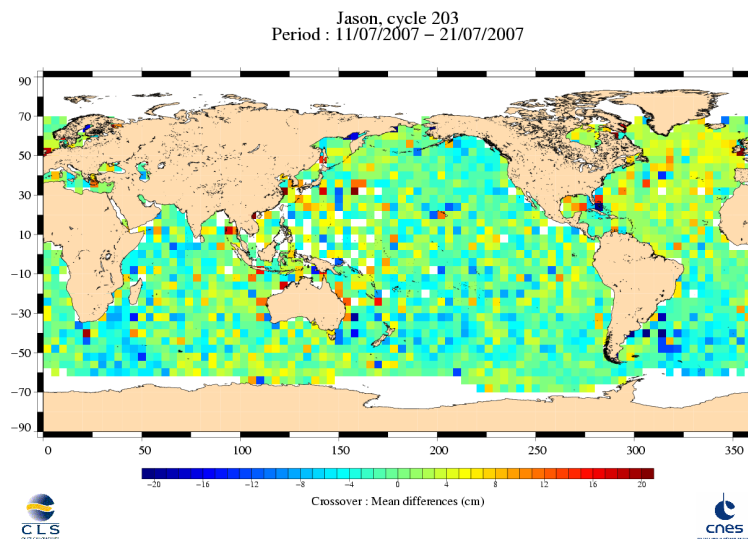 Jason, cycle 203
Period : 11/07/2007 − 21/07/2007
90
70
50
30
10
−10
−30
−50
−70
−90
0 50 100 150 200 250 300 350
−20 −16 −12 −8 −4 0 4 8 12 16 20
Crossover : Mean differences (cm)
CLS
cnes